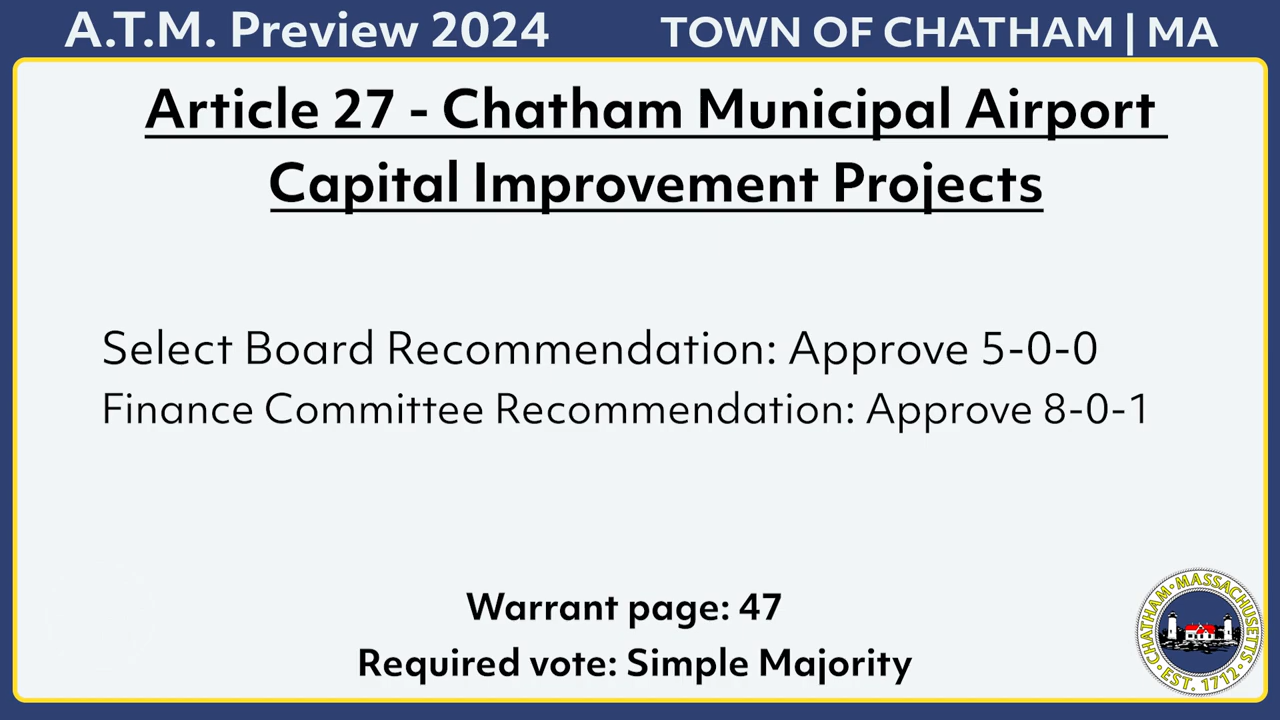 A.T.M. Preview 2024
TOWN OF CHATHAM | MA
Article 27 - Chatham Municipal Airport
Capital Improvement Projects
Select Board Recommendation: Approve 5-0-0
Finance Committee Recommendation: Approve 8-0-1
Warrant page: 47
Required vote: Simple Majority
CHATHAM · MASSACHUSETTS ·
EST. 1712